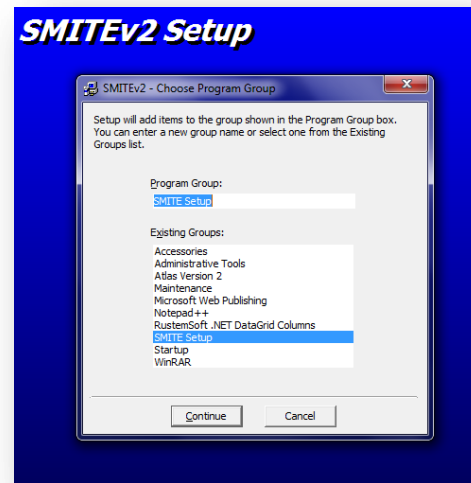 SMITEv2 Setup
SMITEv2 - Choose Program Group
Setup will add items to the group shown in the Program Group box.
You can enter a new group name or select one from the Existing
Groups list.
Program Group:
SMITE Setup
Existing Groups:
Accessories
Administrative Tools
Atlas Version 2
Maintenance
Microsoft Web Publishing
Notepad++
RustemSoft .NET DataGrid Columns
SMITE Setup
Startup
WinRAR
Continue Cancel